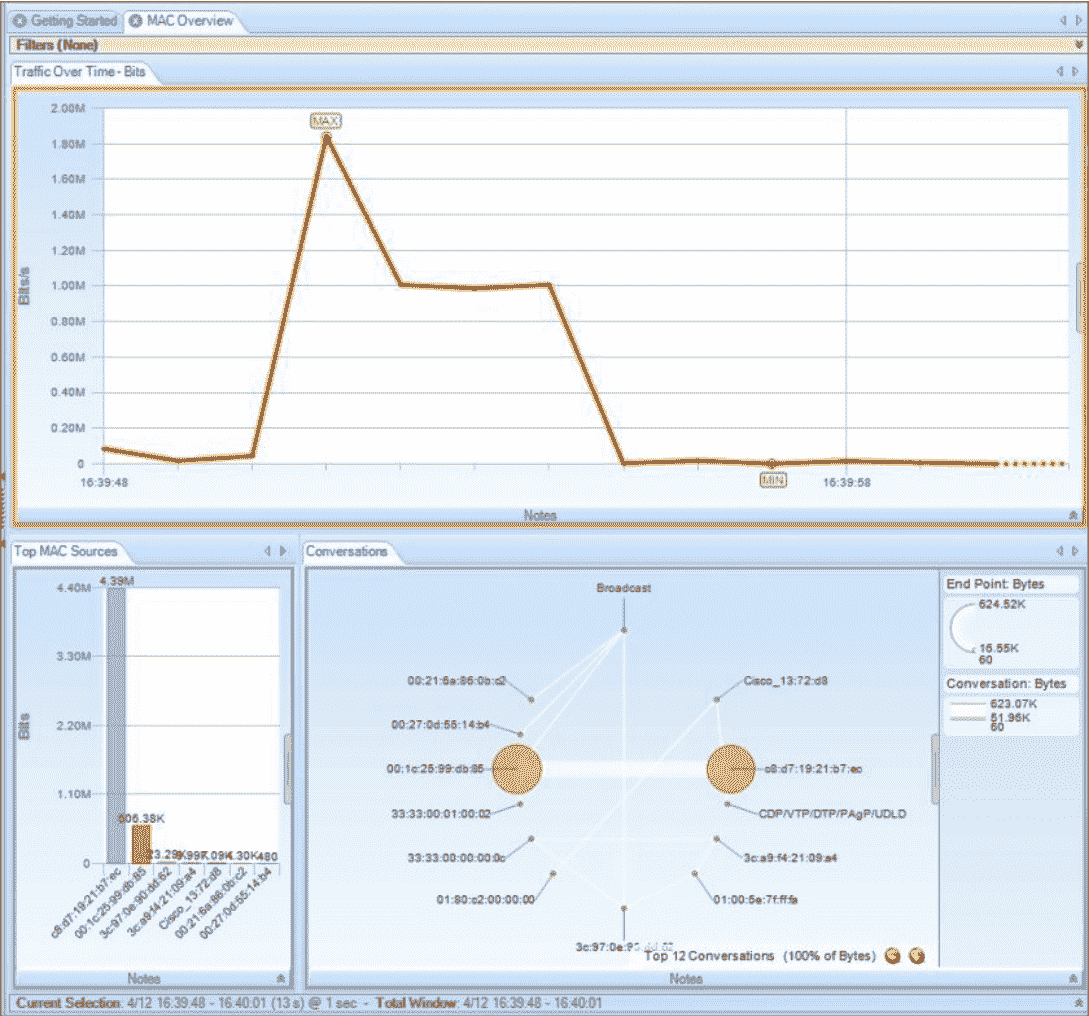 Getting Started MAC Overview
Filters (None)
Traffic Over Time - Bits
2.00M
MAX
1.80M
1.60M
1.40M
1.20M
1.00M
0.80M
0.60M
0.40M
0.20M
0
Bits/s
MIN
16:39:48 16:39:58
Notes
Top MAC Sources
4.40M 4.39M
3.30M
2.20M
1.10M
0
Bits
606.38K 480
c8:d7:19:21:b7:ec
00:1c:25:99:db:85
3c:97:0e:90:dd:62
3c:a9:f4:21:09:a4
Cisco_13:72:d8
00:21:6a:86:0b:c2
00:27:0d:55:14:b4
Notes
Conversations
Broadcast
00:21:6a:86:0b:c2 Cisco_13:72:d8
00:27:0d:55:14:b4
00:1c:25:99:db:85 c8:d7:19:21:b7:ec
33:33:00:01:00:02 CDP/VTP/DTP/PAgP/UDLD
33:33:00:00:00:0c 3c:a9:f4:21:09:a4
01:80:c2:00:00:00 01:00:5e:7f:ff:fa
Top 12 Conversations (100% of Bytes)
Notes
End Point: Bytes
624.52K
16.55K
60
Conversation: Bytes
623.07K
51.96K
60
Current Selection: 4/12 16:39:48 - 16:40:01 (13 s) @ 1 sec - Total Window: 4/12 16:39:48 - 16:40:01